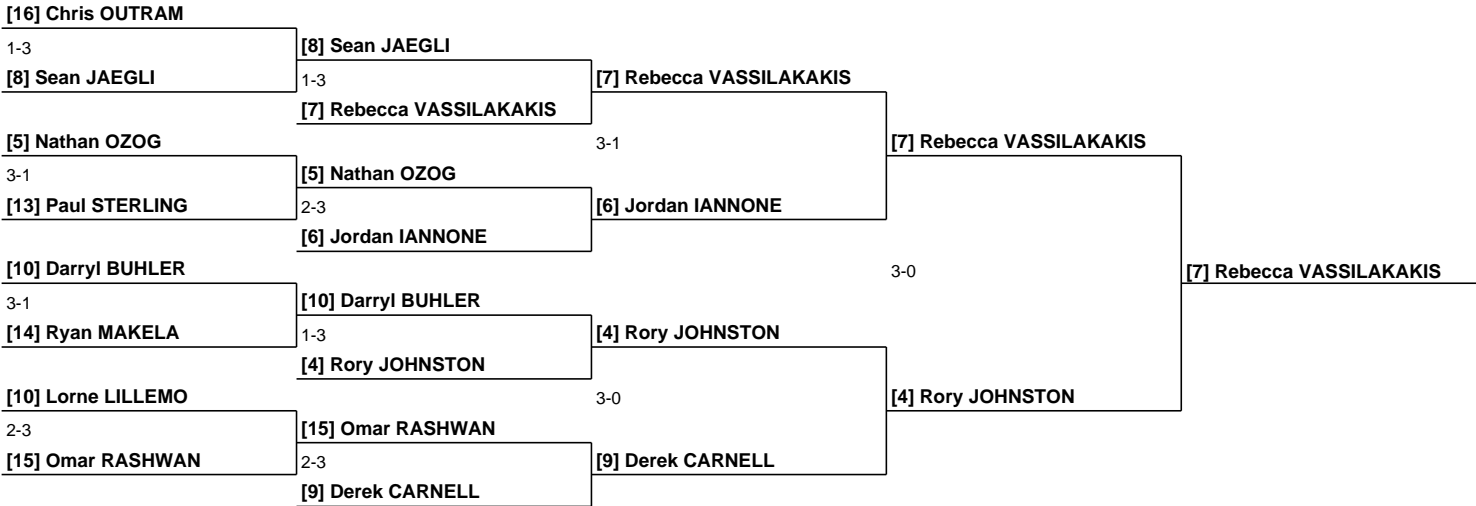 [16] Chris OUTRAM
1-3
[8] Sean JAEGLI
[8] Sean JAEGLI
1-3
[7] Rebecca VASSILAKAKIS
[7] Rebecca VASSILAKAKIS
[5] Nathan OZOG
3-1
[7] Rebecca VASSILAKAKIS
3-1
[5] Nathan OZOG
[13] Paul STERLING
2-3
[6] Jordan IANNONE
[6] Jordan IANNONE
[10] Darryl BUHLER
3-0
[7] Rebecca VASSILAKAKIS
3-1
[10] Darryl BUHLER
[14] Ryan MAKELA
1-3
[4] Rory JOHNSTON
[4] Rory JOHNSTON
[10] Lorne LILLEMO
3-0
[4] Rory JOHNSTON
2-3
[15] Omar RASHWAN
[15] Omar RASHWAN
2-3
[9] Derek CARNELL
[9] Derek CARNELL